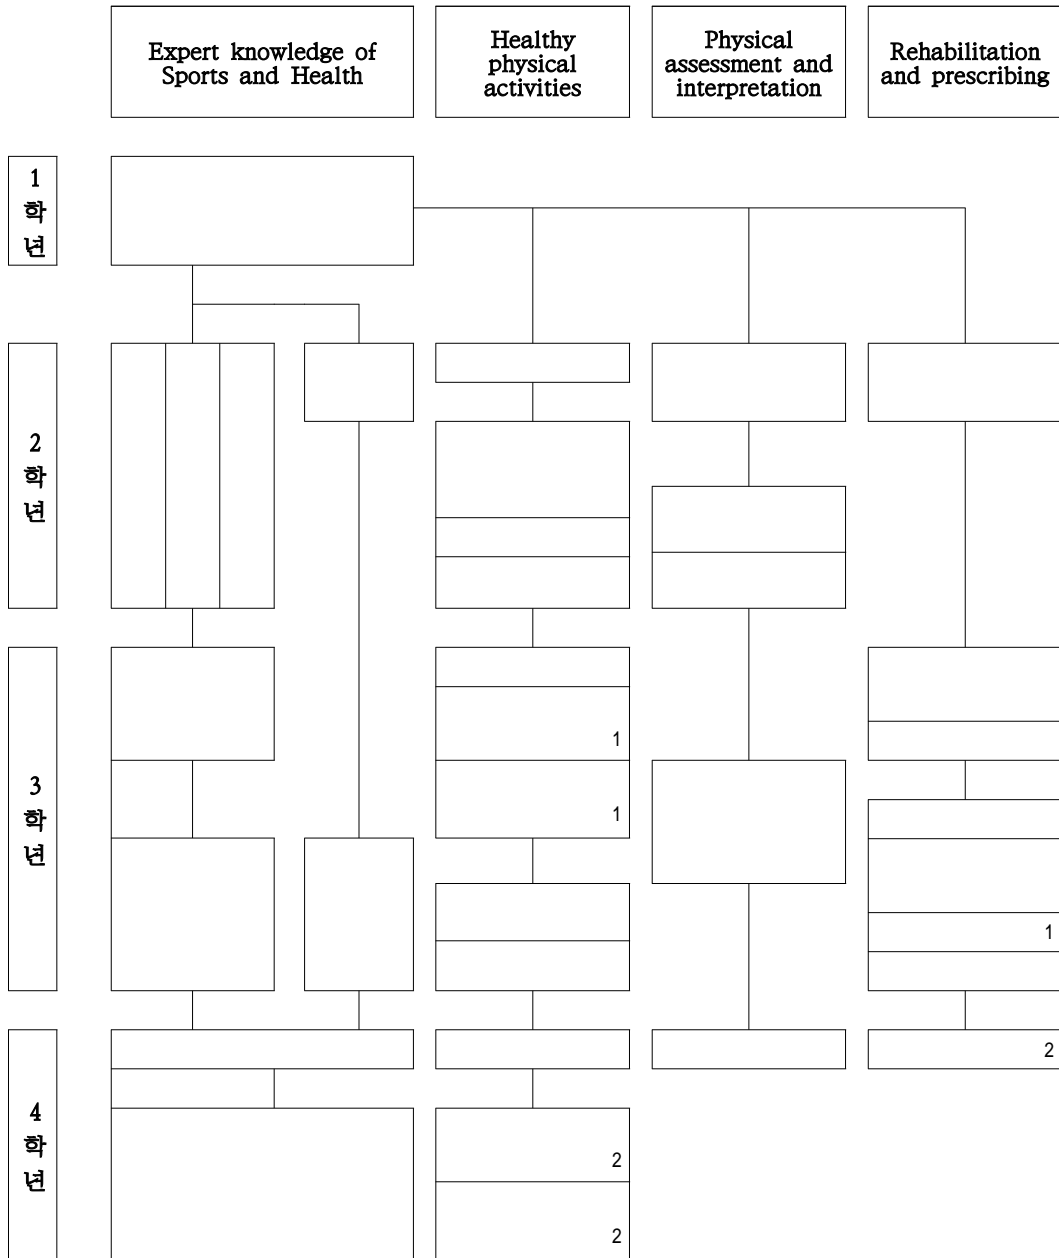 Expert knowledge of
Sports and Health
Healthy
physical
activities
Physical
assessment and
interpretation
Rehabilitation
and prescribing
1
학
년
2
학
년
3
학
년
1
1
1
4
학
년
2
2
2